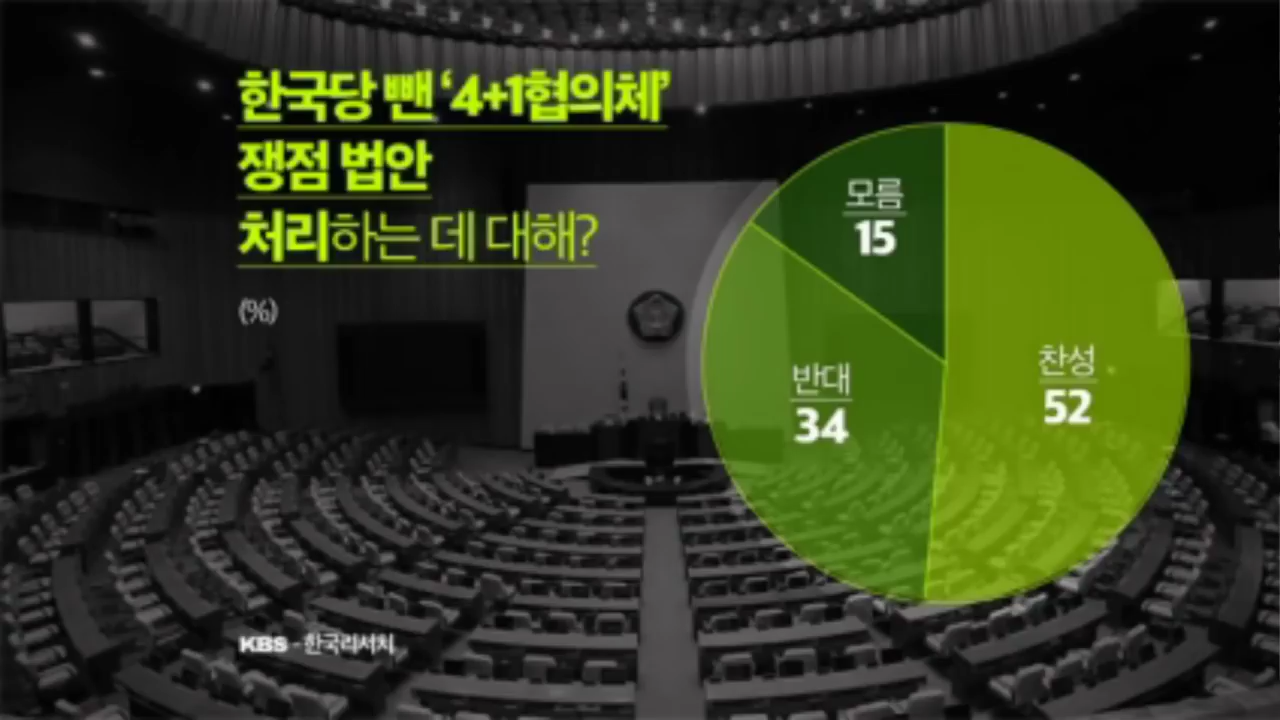 한국당 뺀 ‘4+1협의체’
쟁점 법안
처리하는 데 대해?
(%)
모름
15
찬성
52
반대
34
KBS - 한국리서치